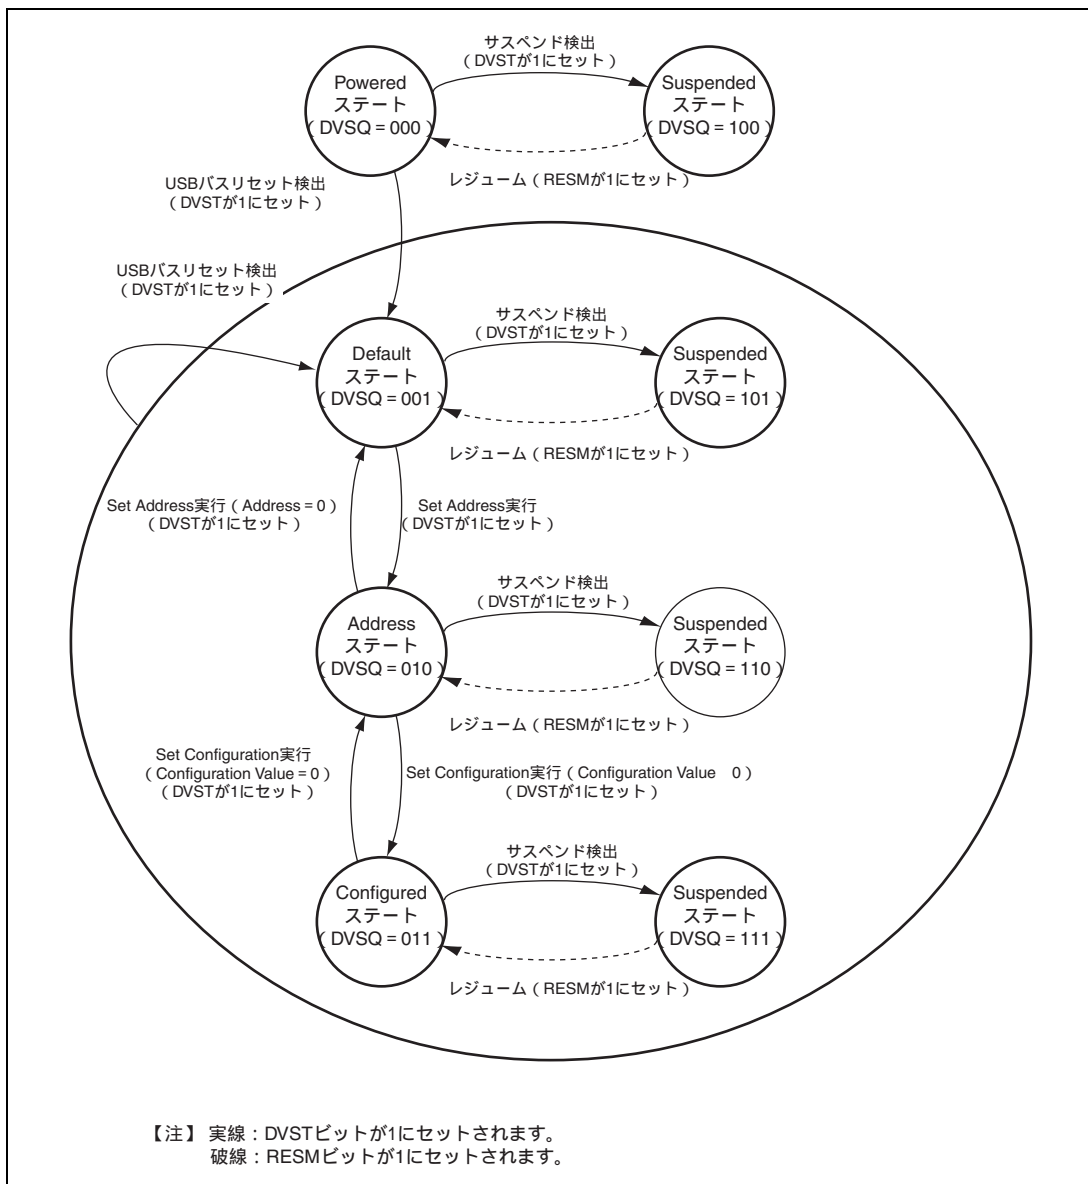 サスペンド検出
（DVSTが1にセット）
Powered
ステート
（DVSQ = 000）
Suspended
ステート
（DVSQ = 100）
レジューム（RESMが1にセット）
USBバスリセット検出
（DVSTが1にセット）
USBバスリセット検出
（DVSTが1にセット）
サスペンド検出
（DVSTが1にセット）
Default
ステート
（DVSQ = 001）
Suspended
ステート
（DVSQ = 101）
レジューム（RESMが1にセット）
Set Address実行（Address = 0）
（DVSTが1にセット）
Set Address実行
（DVSTが1にセット）
サスペンド検出
（DVSTが1にセット）
Address
ステート
（DVSQ = 010）
Suspended
ステート
（DVSQ = 110）
レジューム（RESMが1にセット）
Set Configuration実行
（Configuration Value = 0）
（DVSTが1にセット）
Set Configuration実行（Configuration Value　0）
（DVSTが1にセット）
サスペンド検出
（DVSTが1にセット）
Configured
ステート
（DVSQ = 011）
Suspended
ステート
（DVSQ = 111）
レジューム（RESMが1にセット）
【注】 実線：DVSTビットが1にセットされます。
破線：RESMビットが1にセットされます。